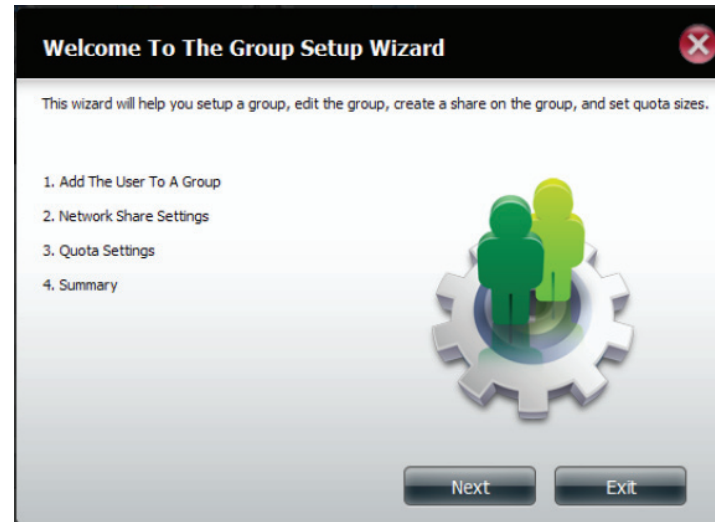 Welcome To The Group Setup Wizard
This wizard will help you setup a group, edit the group, create a share on the group, and set quota sizes.
1. Add The User To A Group
2. Network Share Settings
3. Quota Settings
4. Summary
Next
Exit